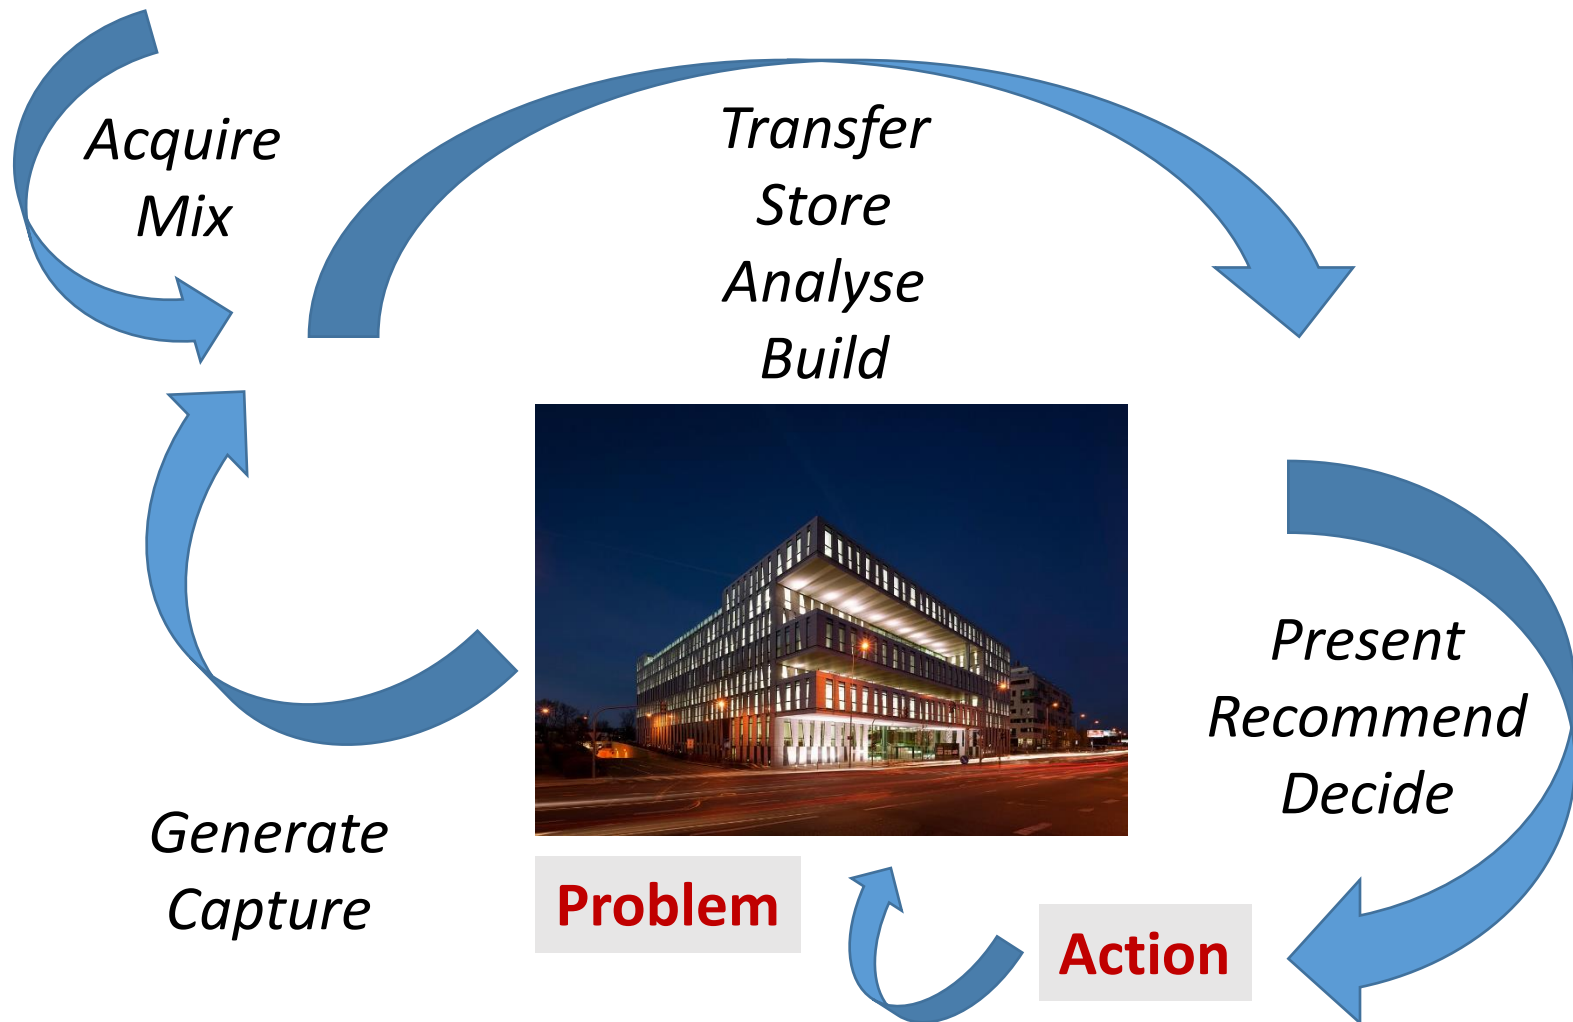 Acquire
Mix
Transfer
Store
Analyse
Build
Present
Recommend
Decide
Generate
Capture
Problem
Action